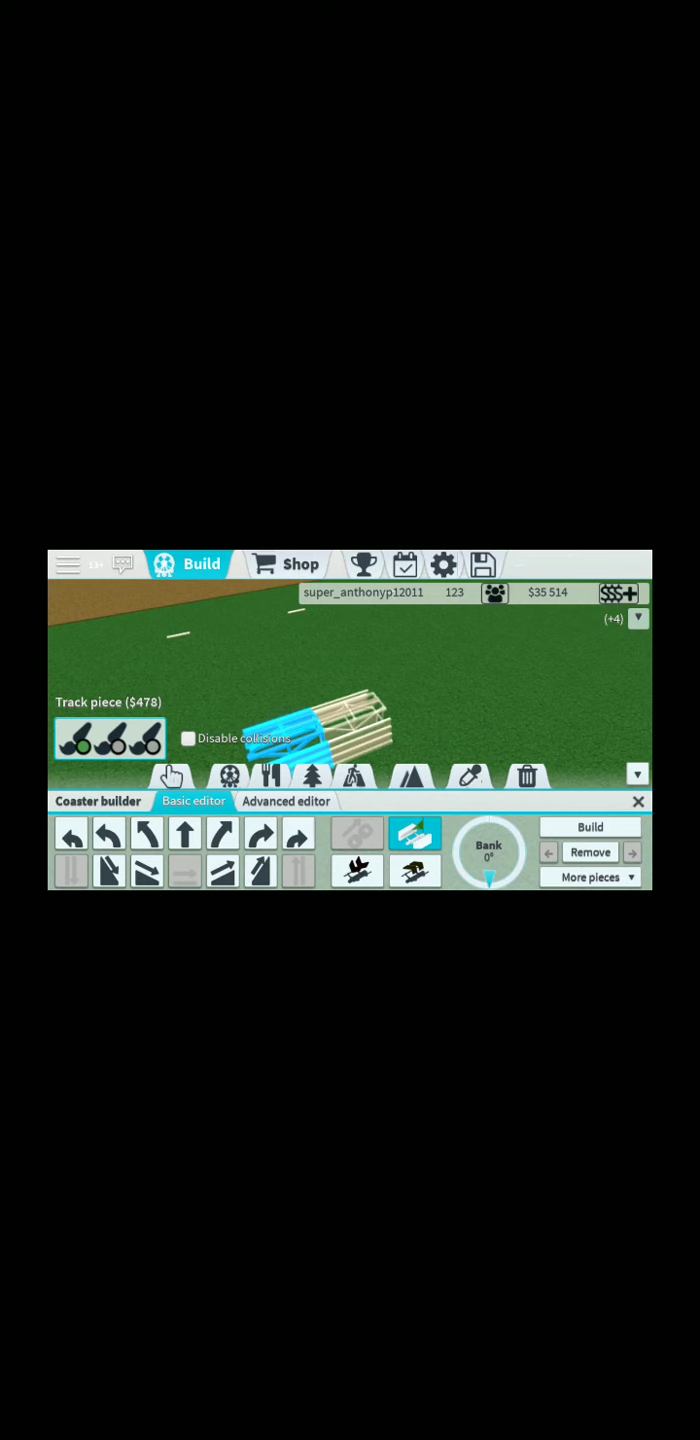 13+
Build
Shop
super_anthonyp12011 123 $35 514 $$$+
(+4)
Track piece ($478)
Disable collisions
Coaster builder Basic editor Advanced editor
Bank
0°
Build
Remove
More pieces